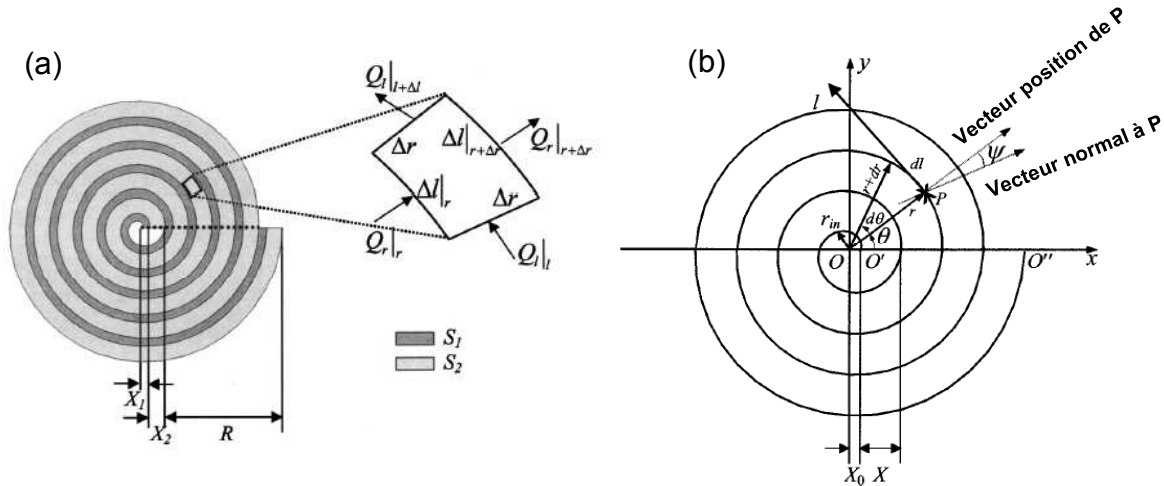 (a)
Q_l|_{l+Δl}
Δr
Δl|_{r+Δr}
Q_r|_{r+Δr}
Δl|_r
Δr
Q_r|_r
Q_l|_l
S_1
S_2
X_1
X_2
R
(b)
y
l
Vecteur position de P
Vecteur normal à P
ψ
dl
r+dr
P
r
dθ
θ
r_in
O
O'
O''
x
X_0
X